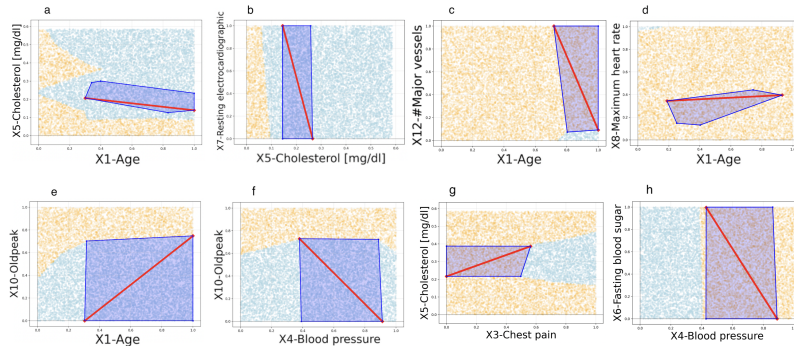 a
b
c
d
X5-Cholesterol [mg/dl]
X1-Age
X7-Resting electrocardiographic
X5-Cholesterol [mg/dl]
X12-#Major vessels
X1-Age
X8-Maximum heart rate
X1-Age
e
f
g
h
X10-Oldpeak
X1-Age
X10-Oldpeak
X4-Blood pressure
X5-Cholesterol [mg/dl]
X3-Chest pain
X6-Fasting blood sugar
X4-Blood pressure